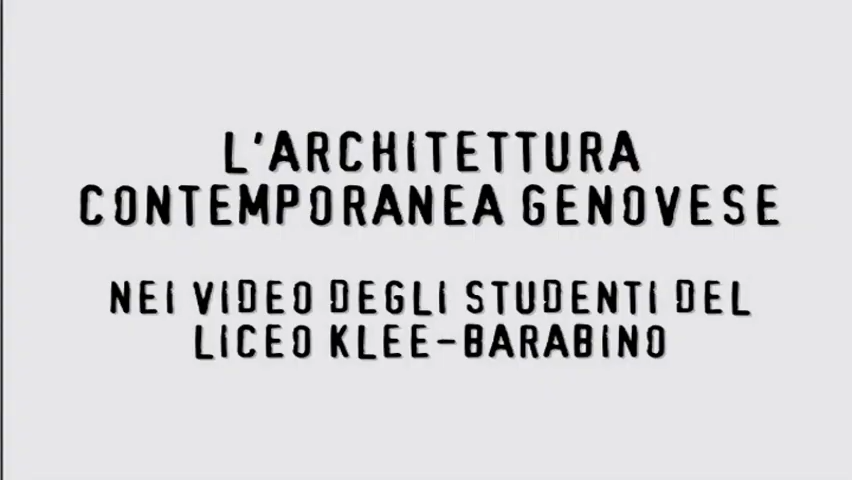 L'ARCHITETTURA
CONTEMPORANEA GENOVESE
NEI VIDEO DEGLI STUDENTI DEL
LICEO KLEE-BARABINO